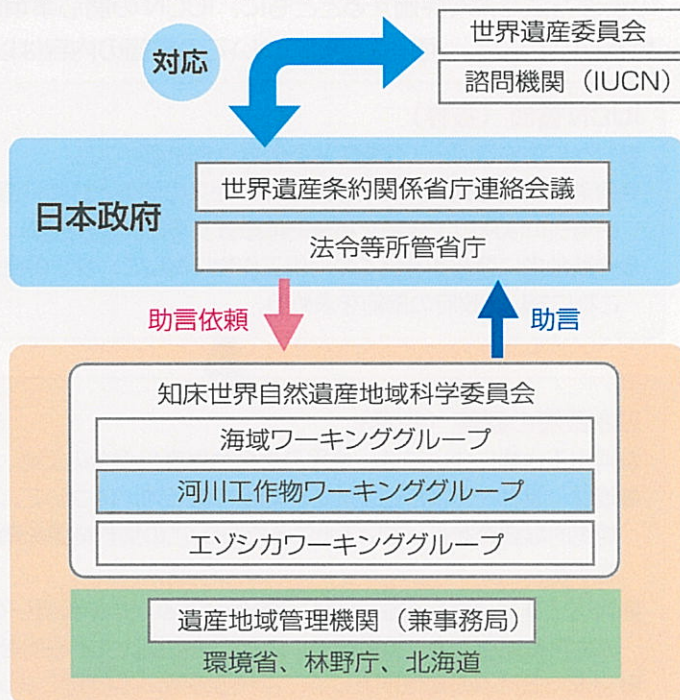 世界遺産委員会
対応
諮問機関（IUCN）
世界遺産条約関係省庁連絡会議
日本政府
法令等所管省庁
助言依頼
助言
知床世界自然遺産地域科学委員会
海域ワーキンググループ
河川工作物ワーキンググループ
エゾシカワーキンググループ
遺産地域管理機関（兼事務局）
環境省、林野庁、北海道